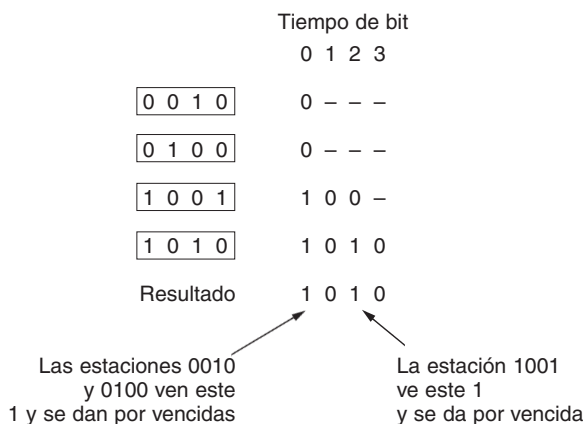 Tiempo de bit
0 1 2 3
0 0 1 0 0 – – –
0 1 0 0 0 – – –
1 0 0 1 1 0 0 –
1 0 1 0 1 0 1 0
Resultado 1 0 1 0
Las estaciones 0010
y 0100 ven este
1 y se dan por vencidas
La estación 1001
ve este 1
y se da por vencida